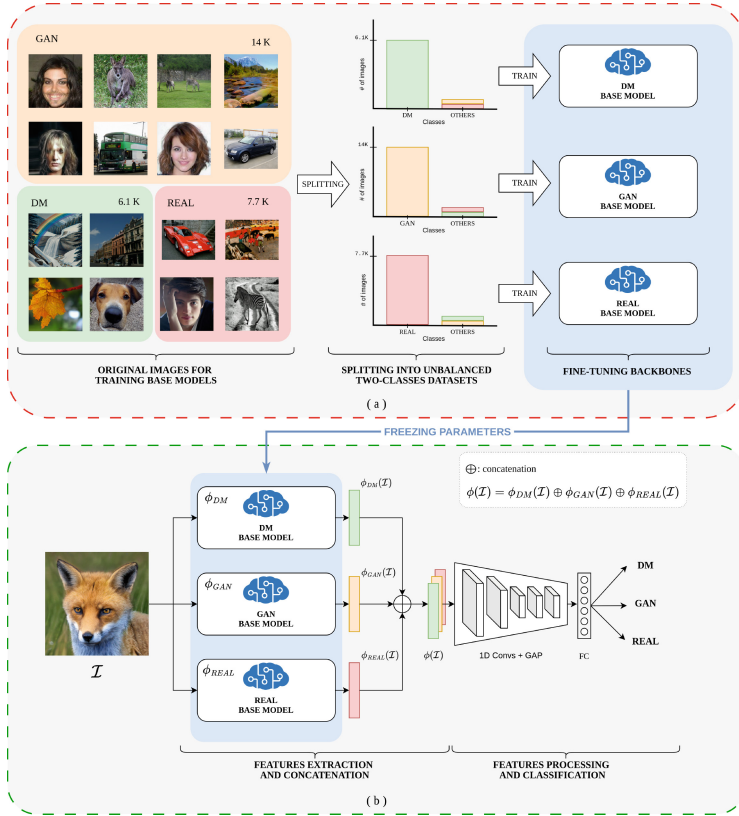 GAN
14 K
DM
6.1 K
REAL
7.7 K
SPLITTING
6.1K
# of images
DM
OTHERS
Classes
14K
# of images
GAN
OTHERS
Classes
7.7K
# of images
REAL
OTHERS
Classes
TRAIN
TRAIN
TRAIN
DM
BASE MODEL
GAN
BASE MODEL
REAL
BASE MODEL
ORIGINAL IMAGES FOR
TRAINING BASE MODELS
SPLITTING INTO UNBALANCED
TWO-CLASSES DATASETS
FINE-TUNING BACKBONES
( a )
FREEZING PARAMETERS
⊕: concatenation
ϕ(ℐ) = ϕ_DM(ℐ) ⊕ ϕ_GAN(ℐ) ⊕ ϕ_REAL(ℐ)
ϕ_DM
DM
BASE MODEL
ϕ_GAN
GAN
BASE MODEL
ϕ_REAL
REAL
BASE MODEL
ℐ
ϕ_DM(ℐ)
ϕ_GAN(ℐ)
ϕ_REAL(ℐ)
ϕ(ℐ)
1D Convs + GAP
FC
DM
GAN
REAL
FEATURES EXTRACTION
AND CONCATENATION
FEATURES PROCESSING
AND CLASSIFICATION
( b )